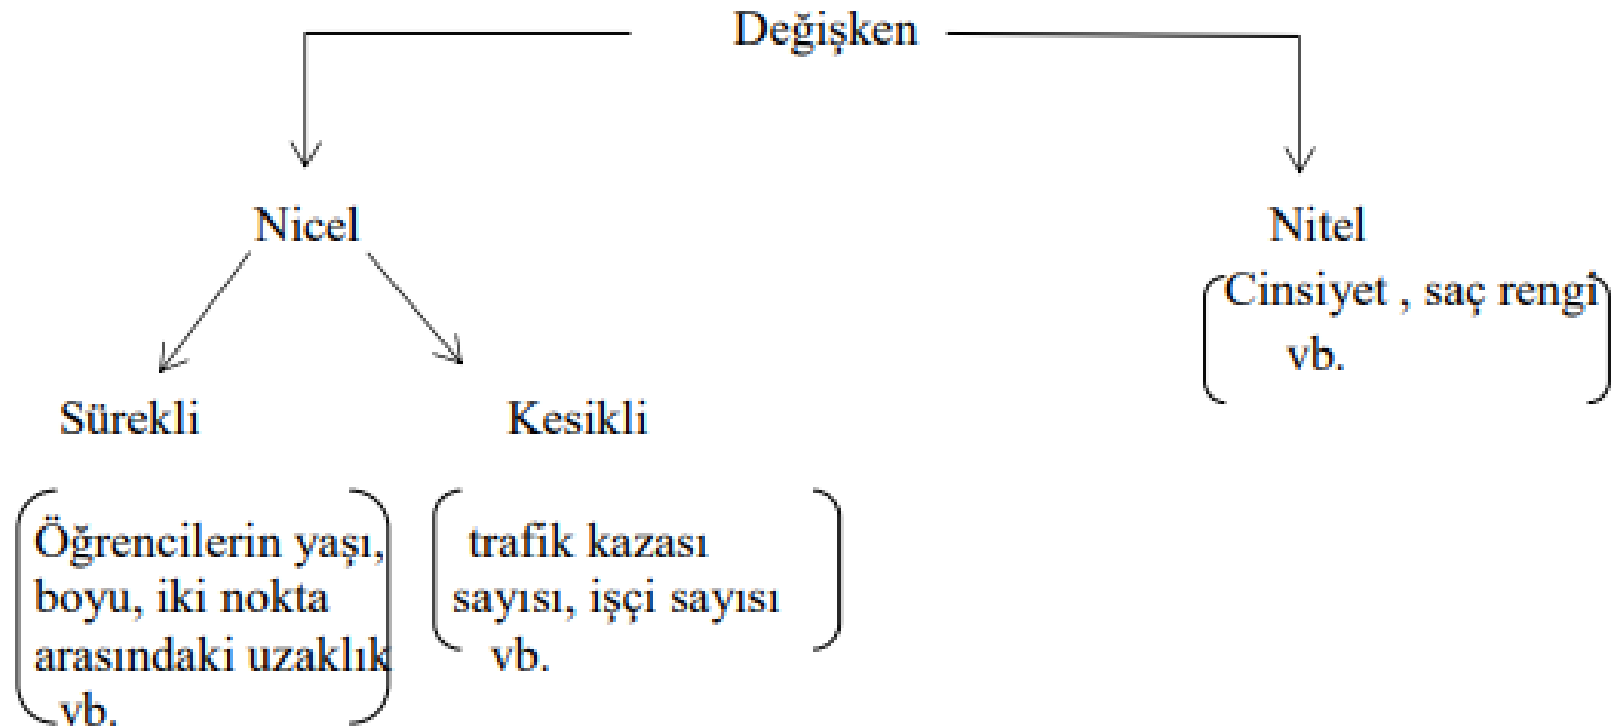 Değişken
Nicel
Nitel
Cinsiyet , saç rengi
vb.
Sürekli
Kesikli
Öğrencilerin yaşı,
boyu, iki nokta
arasındaki uzaklık
vb.
trafik kazası
sayısı, işçi sayısı
vb.